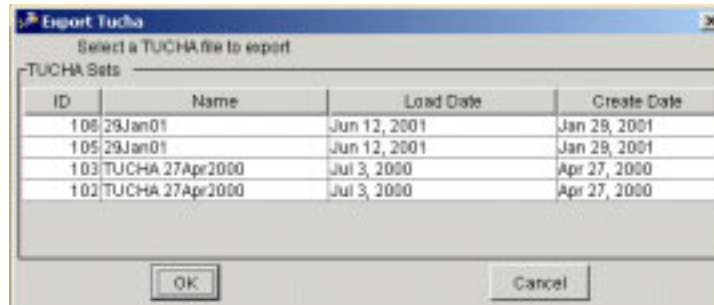 Export Tucha
Select a TUCHA file to export
TUCHA Sets
ID Name Load Date Create Date
106 29Jan01 Jun 12, 2001 Jan 29, 2001
105 29Jan01 Jun 12, 2001 Jan 29, 2001
103 TUCHA 27Apr2000 Jul 3, 2000 Apr 27, 2000
102 TUCHA 27Apr2000 Jul 3, 2000 Apr 27, 2000
OK Cancel